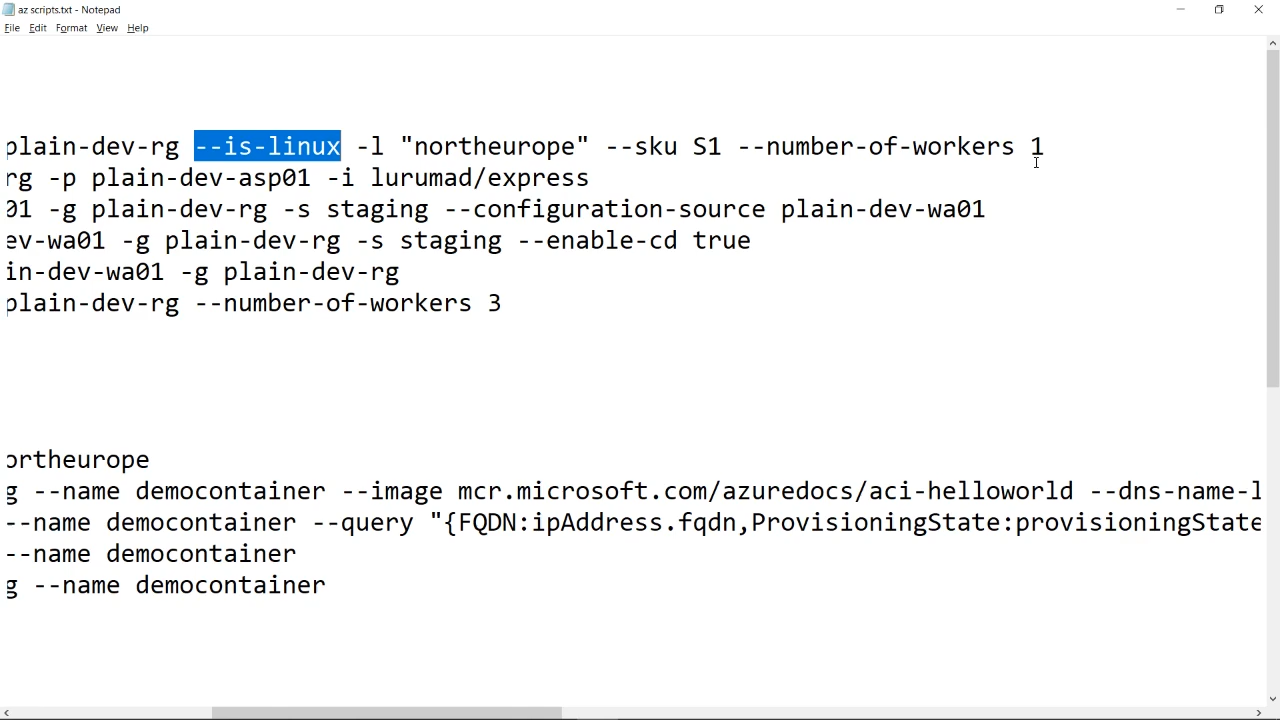 az scripts.txt - Notepad
File Edit Format View Help
plain-dev-rg --is-linux -l "northeurope" --sku S1 --number-of-workers 1
rg -p plain-dev-asp01 -i lurumad/express
01 -g plain-dev-rg -s staging --configuration-source plain-dev-wa01
ev-wa01 -g plain-dev-rg -s staging --enable-cd true
in-dev-wa01 -g plain-dev-rg
plain-dev-rg --number-of-workers 3
ortheurope
g --name democontainer --image mcr.microsoft.com/azuredocs/aci-helloworld --dns-name-l
--name democontainer --query "{FQDN:ipAddress.fqdn,ProvisioningState:provisioningState
--name democontainer
g --name democontainer